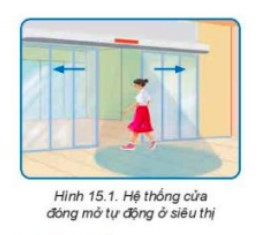 Hình 15.1. Hệ thống cửa
đóng mở tự động ở siêu thị